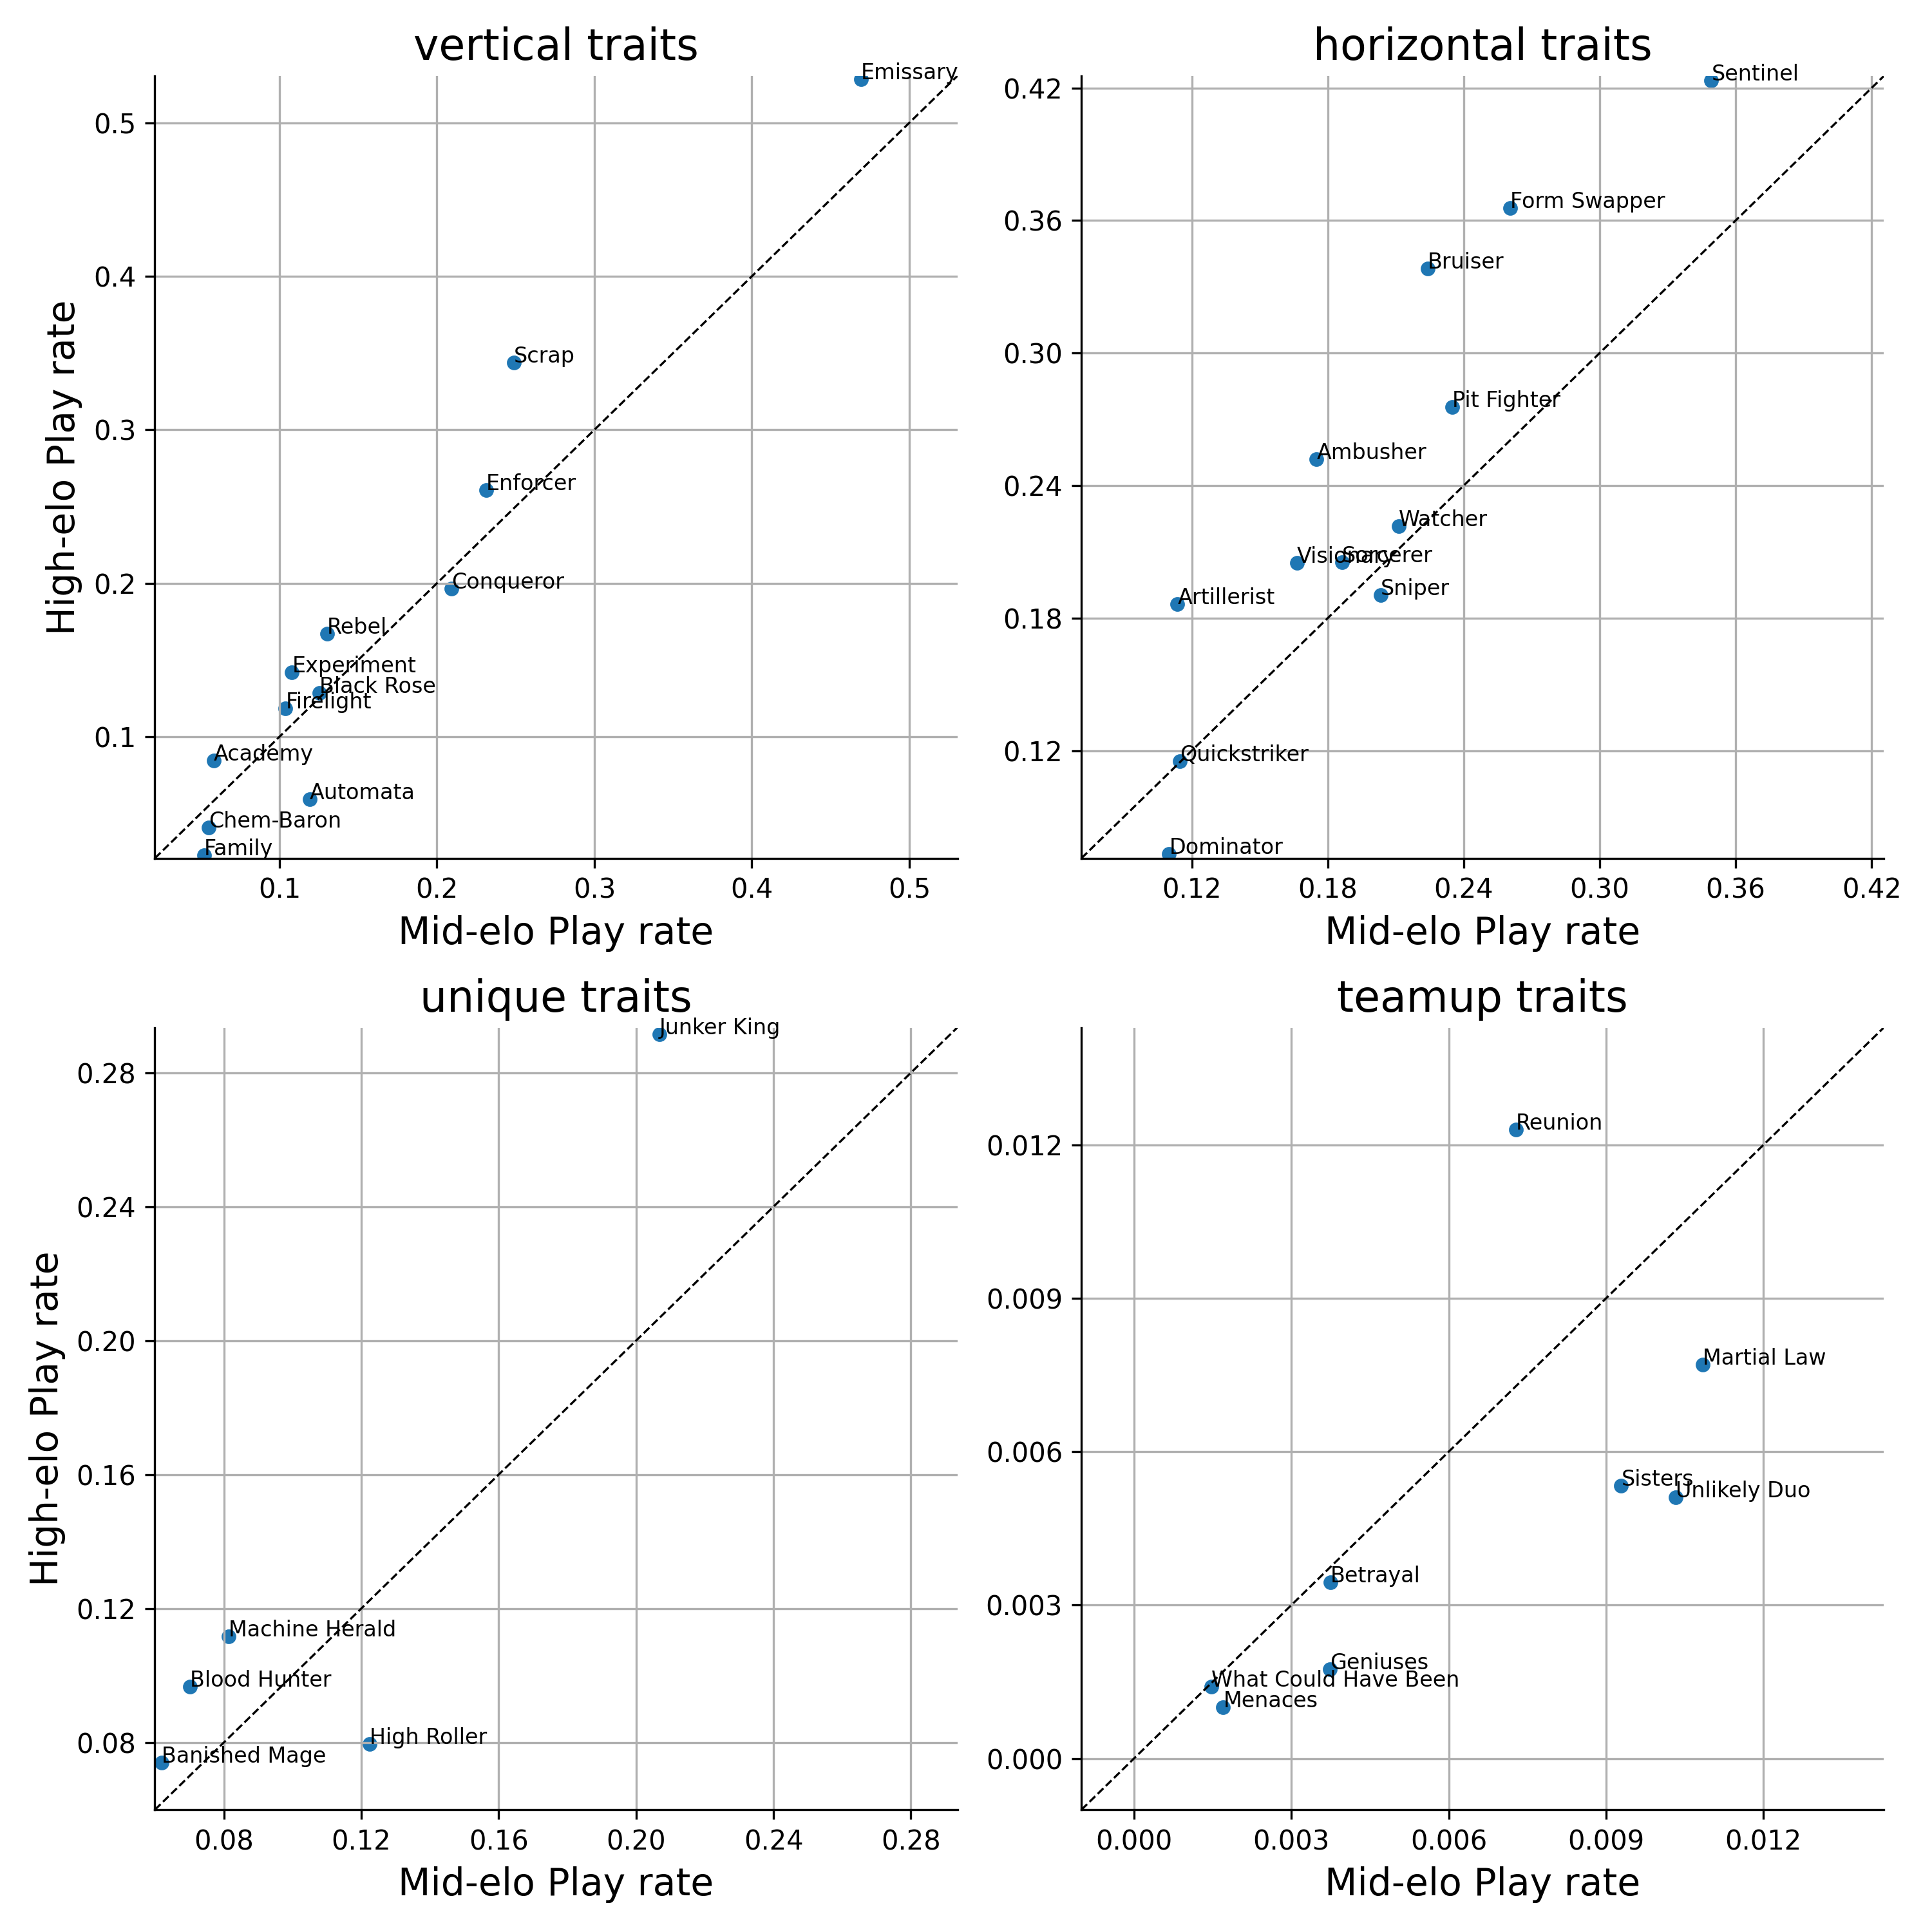 vertical traits
Emissary
0.5
0.4
Scrap
0.3
Enforcer
Conqueror
0.2
Rebel
Experiment
Black Rose
Firelight
0.1
Academy
Automata
Chem-Baron
Family
High-elo Play rate
0.1 0.2 0.3 0.4 0.5
Mid-elo Play rate
horizontal traits
Sentinel
0.42
Form Swapper
0.36
Bruiser
0.30
Pit Fighter
Ambusher
0.24
Watcher
Visionary
Sorcerer
Artillerist
Sniper
0.18
Quickstriker
0.12
Dominator
0.12 0.18 0.24 0.30 0.36 0.42
Mid-elo Play rate
unique traits
Junker King
0.28
0.24
0.20
0.16
0.12
Machine Herald
Blood Hunter
High Roller
0.08
Banished Mage
High-elo Play rate
0.08 0.12 0.16 0.20 0.24 0.28
Mid-elo Play rate
teamup traits
Reunion
0.012
0.009
Martial Law
0.006
Sisters
Unlikely Duo
Betrayal
0.003
Geniuses
What Could Have Been
Menaces
0.000
0.000 0.003 0.006 0.009 0.012
Mid-elo Play rate